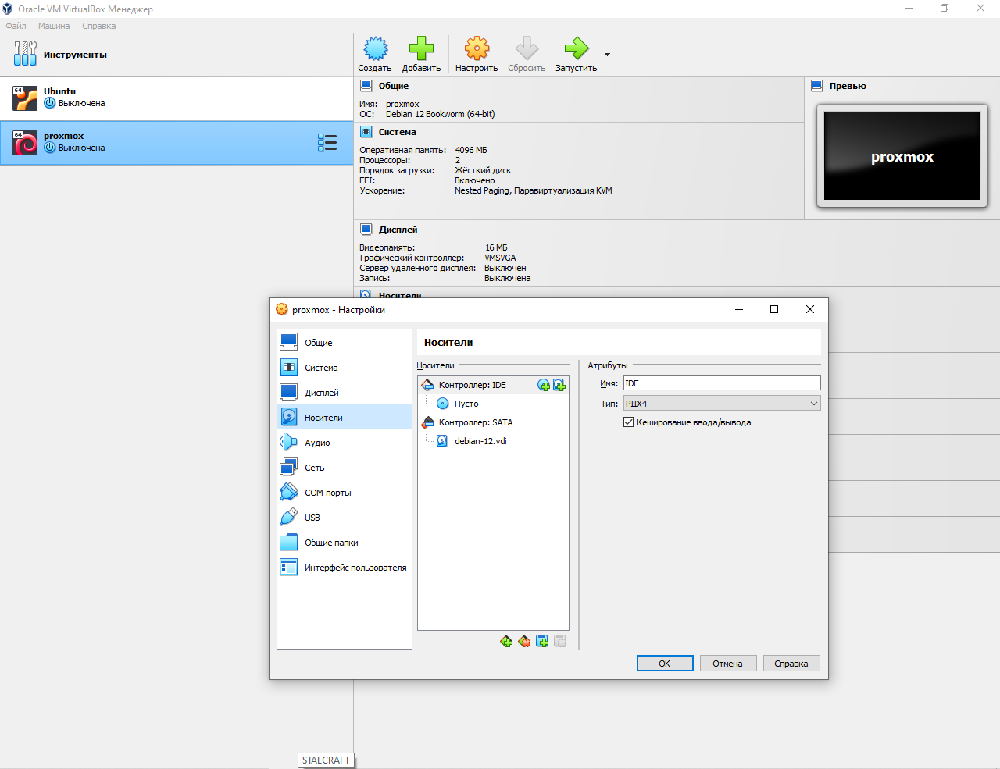 Oracle VM VirtualBox Менеджер
Файл Машина Справка
Инструменты
Создать Добавить Настроить Сбросить Запустить
64 Ubuntu
Выключена
64 proxmox
Выключена
Общие
Имя: proxmox
ОС: Debian 12 Bookworm (64-bit)
Система
Оперативная память: 4096 МБ
Процессоры: 2
Порядок загрузки: Жёсткий диск
EFI: Включено
Ускорение: Nested Paging, Паравиртуализация KVM
Превью
proxmox
Дисплей
Видеопамять: 16 МБ
Графический контроллер: VMSVGA
Сервер удалённого дисплея: Выключен
Запись: Выключена
Носители
proxmox - Настройки
Общие
Система
Дисплей
Носители
Аудио
Сеть
COM-порты
USB
Общие папки
Интерфейс пользователя
Носители
Носители
Контроллер: IDE
Пусто
Контроллер: SATA
debian-12.vdi
Атрибуты
Имя: IDE
Тип: PIIX4
Кеширование ввода/вывода
OK Отмена Справка
STALCRAFT